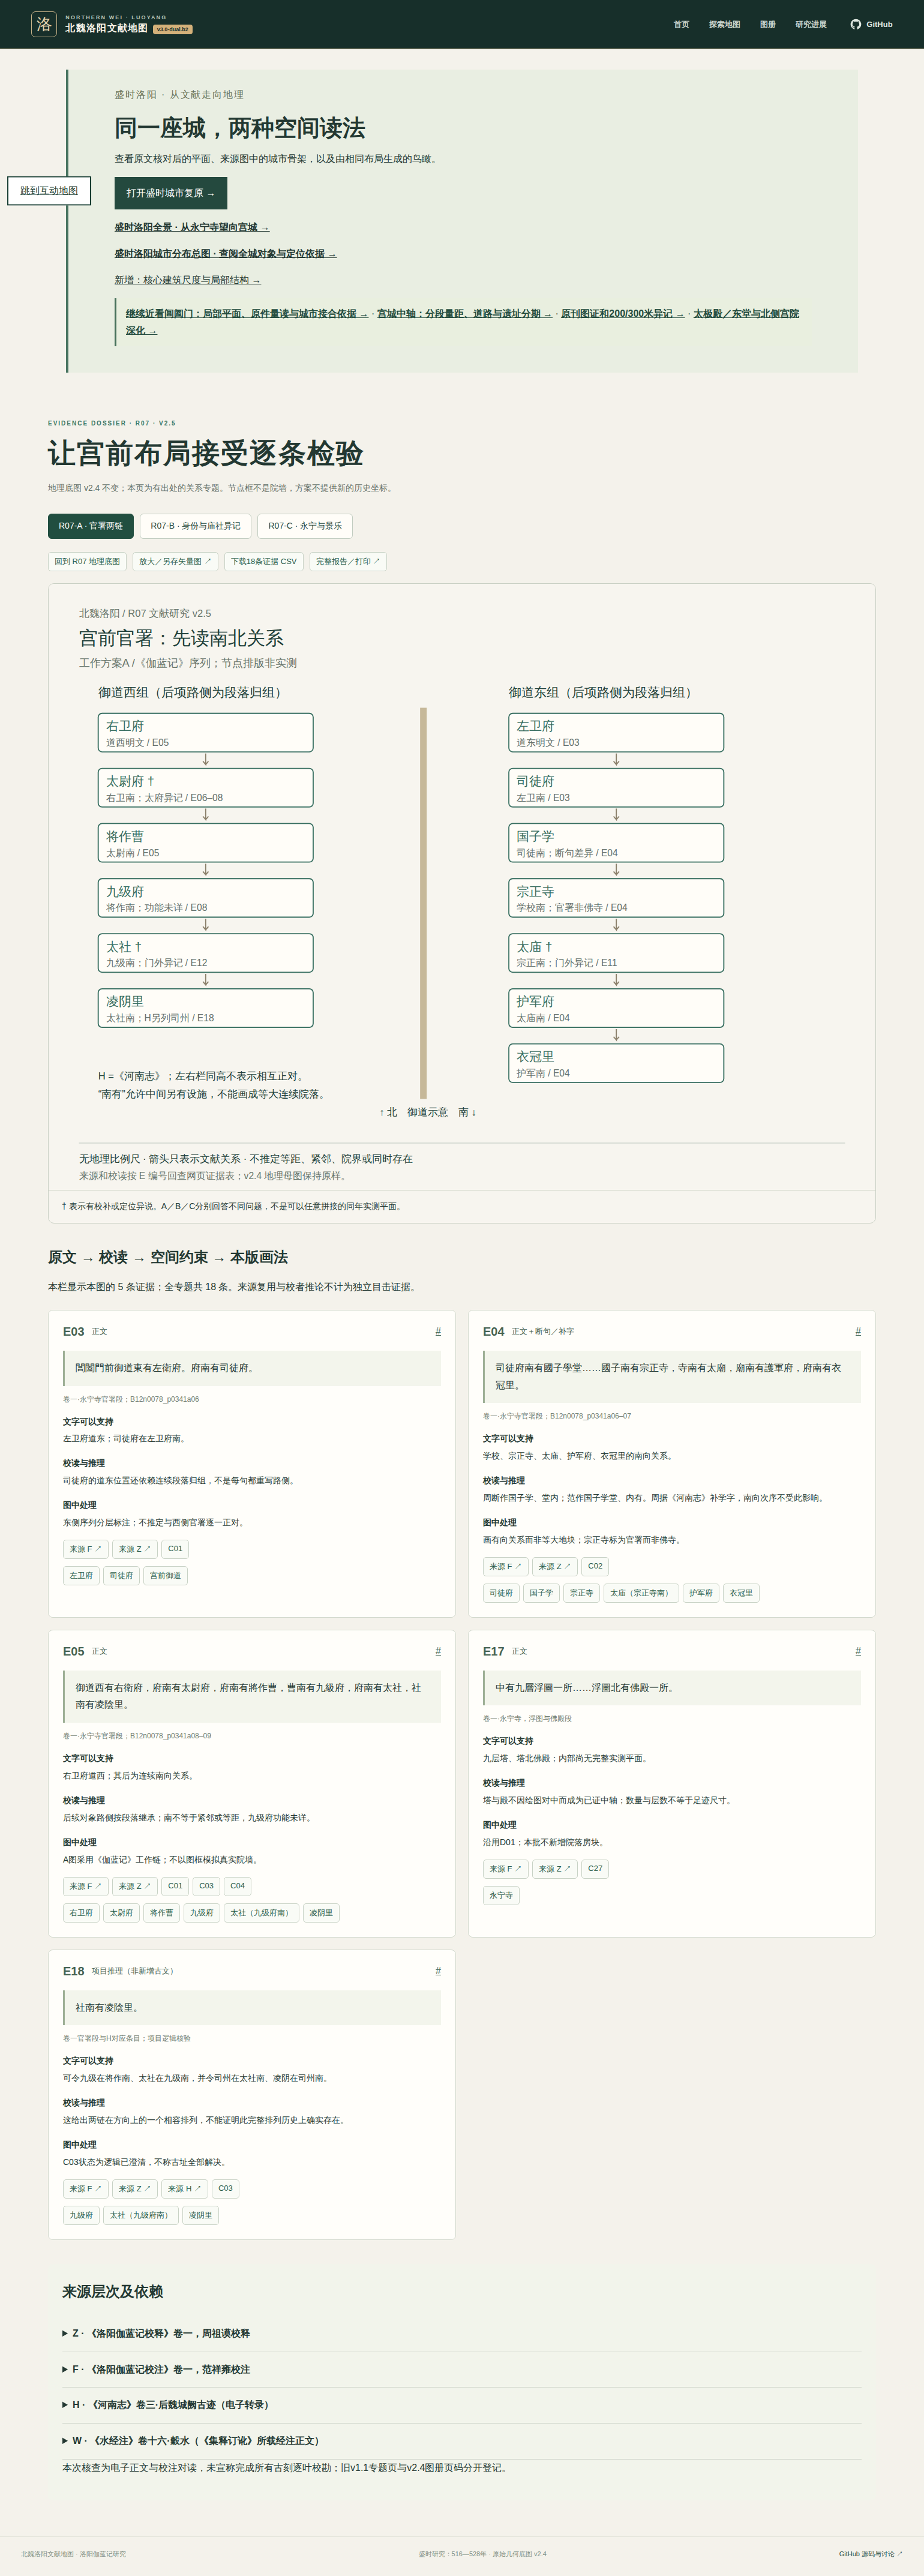 洛
NORTHERN WEI · LUOYANG
北魏洛阳文献地图 v3.0-dual.b2
首页 探索地图 图册 研究进展 GitHub
盛时洛阳 · 从文献走向地理
同一座城，两种空间读法
查看原文核对后的平面、来源图中的城市骨架，以及由相同布局生成的鸟瞰。
跳到互动地图
打开盛时城市复原 →
盛时洛阳全景 · 从永宁寺望向宫城 →
盛时洛阳城市分布总图 · 查阅全城对象与定位依据 →
新增：核心建筑尺度与局部结构 →
继续近看阊阖门：局部平面、原件量读与城市接合依据 → · 宫城中轴：分段量距、道路与遗址分期 → · 原刊图证和200/300米异记 → · 太极殿／东堂与北侧宫院
深化 →
EVIDENCE DOSSIER · R07 · V2.5
让宫前布局接受逐条检验
地理底图 v2.4 不变；本页为有出处的关系专题。节点框不是院墙，方案不提供新的历史坐标。
R07-A · 官署两链 R07-B · 身份与庙社异记 R07-C · 永宁与景乐
回到 R07 地理底图 放大／另存矢量图 ↗ 下载18条证据 CSV 完整报告／打印 ↗
北魏洛阳 / R07 文献研究 v2.5
宫前官署：先读南北关系
工作方案A /《伽蓝记》序列；节点排版非实测
御道西组（后项路侧为段落归组）
右卫府
道西明文 / E05
↓
太尉府 †
右卫南；太府异记 / E06–08
↓
将作曹
太尉南 / E05
↓
九级府
将作南；功能未详 / E08
↓
太社 †
九级南；门外异记 / E12
↓
凌阴里
太社南；H另列司州 / E18
御道东组（后项路侧为段落归组）
左卫府
道东明文 / E03
↓
司徒府
左卫南 / E03
↓
国子学
司徒南；断句差异 / E04
↓
宗正寺
学校南；官署非佛寺 / E04
↓
太庙 †
宗正南；门外异记 / E11
↓
护军府
太庙南 / E04
↓
衣冠里
护军南 / E04
H =《河南志》；左右栏同高不表示相互正对。
“南有”允许中间另有设施，不能画成等大连续院落。
↑ 北 御道示意 南 ↓
无地理比例尺 · 箭头只表示文献关系 · 不推定等距、紧邻、院界或同时存在
来源和校读按 E 编号回查网页证据表；v2.4 地理母图保持原样。
† 表示有校补或定位异说。A／B／C分别回答不同问题，不是可以任意拼接的同年实测平面。
原文 → 校读 → 空间约束 → 本版画法
本栏显示本图的 5 条证据；全专题共 18 条。来源复用与校者推论不计为独立目击证据。
E03 正文 #
閶闔門前御道東有左衛府。府南有司徒府。
卷一·永宁寺官署段；B12n0078_p0341a06
文字可以支持
左卫府道东；司徒府在左卫府南。
校读与推理
司徒府的道东位置还依赖连续段落归组，不是每句都重写路侧。
图中处理
东侧序列分层标注；不推定与西侧官署逐一正对。
来源 F ↗ 来源 Z ↗ C01
左卫府 司徒府 宫前御道
E04 正文＋断句／补字 #
司徒府南有國子學堂……國子南有宗正寺，寺南有太廟，廟南有護軍府，府南有衣
冠里。
卷一·永宁寺官署段；B12n0078_p0341a06–07
文字可以支持
学校、宗正寺、太庙、护军府、衣冠里的南向关系。
校读与推理
周断作国子学、堂内；范作国子学堂、内有。周据《河南志》补学字，南向次序不受此影响。
图中处理
画有向关系而非等大地块；宗正寺标为官署而非佛寺。
来源 F ↗ 来源 Z ↗ C02
司徒府 国子学 宗正寺 太庙（宗正寺南） 护军府 衣冠里
E05 正文 #
御道西有右衛府，府南有太尉府，府南有將作曹，曹南有九級府，府南有太社，社
南有凌陰里。
卷一·永宁寺官署段；B12n0078_p0341a08–09
文字可以支持
右卫府道西；其后为连续南向关系。
校读与推理
后续对象路侧按段落继承；南不等于紧邻或等距，九级府功能未详。
图中处理
A图采用《伽蓝记》工作链；不以图框模拟真实院墙。
来源 F ↗ 来源 Z ↗ C01 C03 C04
右卫府 太尉府 将作曹 九级府 太社（九级府南） 凌阴里
E17 正文 #
中有九層浮圖一所……浮圖北有佛殿一所。
卷一·永宁寺，浮图与佛殿段
文字可以支持
九层塔、塔北佛殿；内部尚无完整实测平面。
校读与推理
塔与殿不因绘图对中而成为已证中轴；数量与层数不等于足迹尺寸。
图中处理
沿用D01；本批不新增院落房块。
来源 F ↗ 来源 Z ↗ C27
永宁寺
E18 项目推理（非新增古文） #
社南有凌陰里。
卷一官署段与H对应条目；项目逻辑核验
文字可以支持
可令九级在将作南、太社在九级南，并令司州在太社南、凌阴在司州南。
校读与推理
这给出两链在方向上的一个相容排列，不能证明此完整排列历史上确实存在。
图中处理
C03状态为逻辑已澄清，不称古址全部解决。
来源 F ↗ 来源 Z ↗ 来源 H ↗ C03
九级府 太社（九级府南） 凌阴里
来源层次及依赖
▶ Z · 《洛阳伽蓝记校释》卷一，周祖谟校释
▶ F · 《洛阳伽蓝记校注》卷一，范祥雍校注
▶ H · 《河南志》卷三·后魏城阙古迹（电子转录）
▶ W · 《水经注》卷十六·榖水（《集释订讹》所载经注正文）
本次核查为电子正文与校注对读，未宣称完成所有古刻逐叶校勘；旧v1.1专题页与v2.4图册页码分开登记。
北魏洛阳文献地图 · 洛阳伽蓝记研究 盛时研究：516—528年 · 原始几何底图 v2.4 GitHub 源码与讨论 ↗